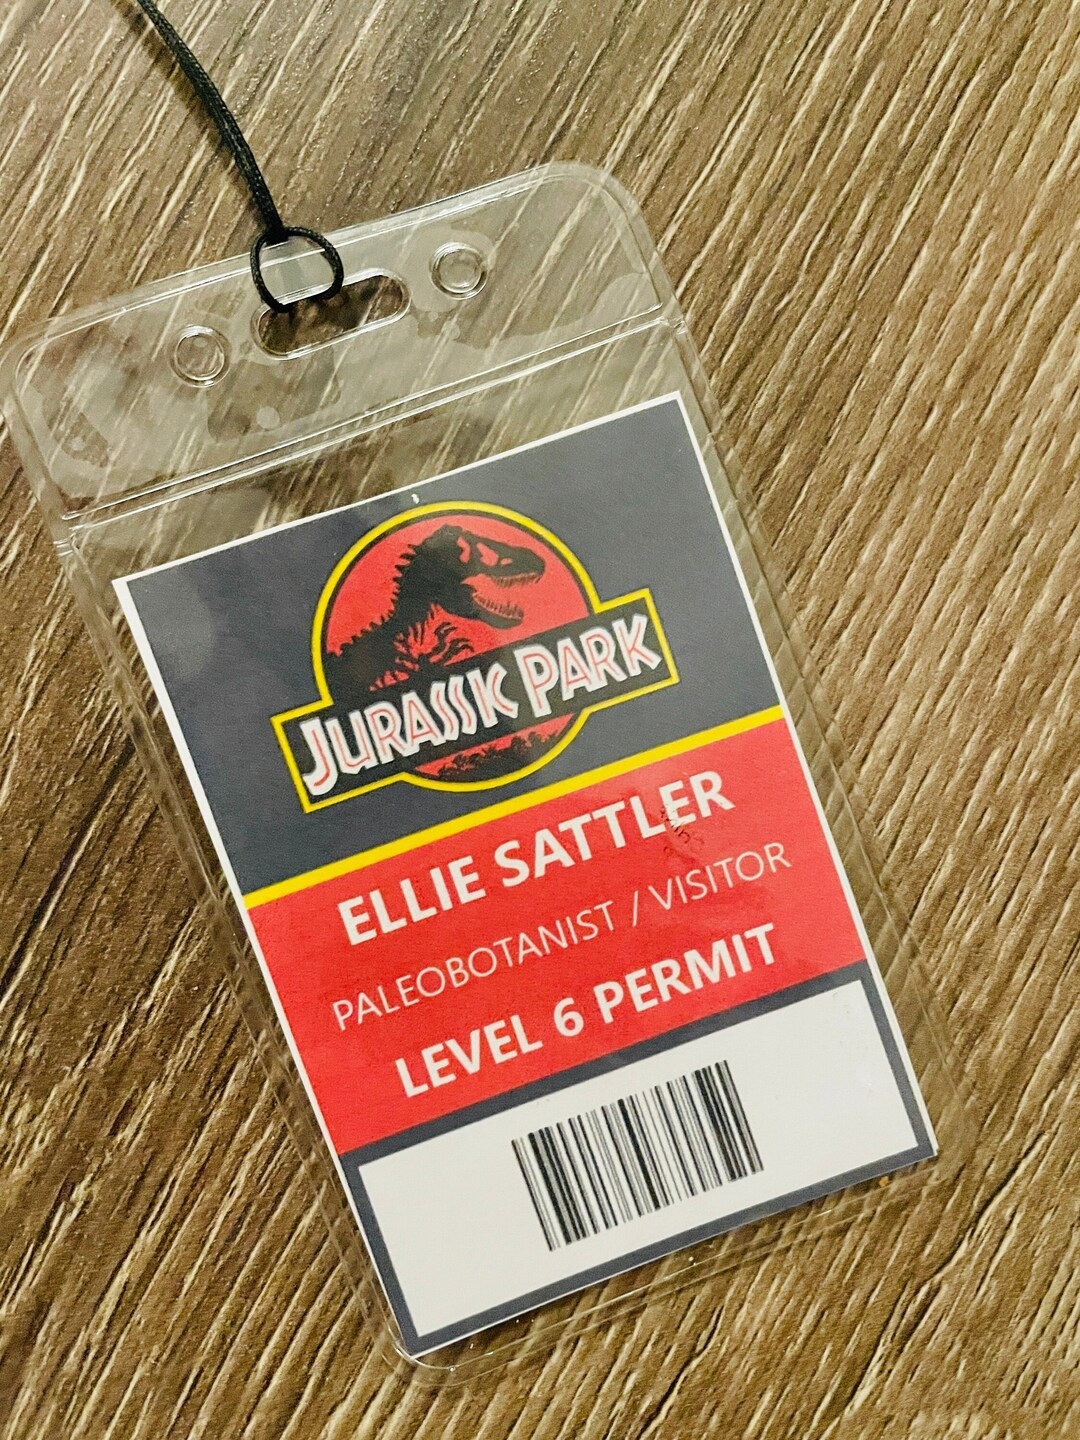 JURASSIC PARK
ELLIE SATTLER
PALEOBOTANIST / VISITOR
LEVEL 6 PERMIT